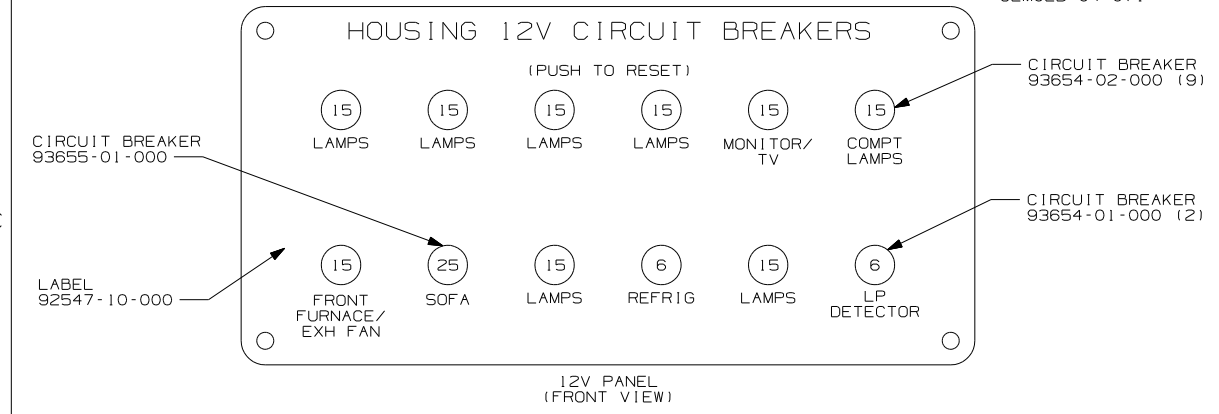 HOUSING 12V CIRCUIT BREAKERS
(PUSH TO RESET)
CIRCUIT BREAKER
93654-02-000 (9)
15 15 15 15 15 15
LAMPS LAMPS LAMPS LAMPS MONITOR/
TV COMPT
LAMPS
CIRCUIT BREAKER
93655-01-000
CIRCUIT BREAKER
93654-01-000 (2)
15 25 15 6 15 6
FRONT
FURNACE/
EXH FAN
SOFA LAMPS REFRIG LAMPS LP
DETECTOR
LABEL
92547-10-000
12V PANEL
(FRONT VIEW)